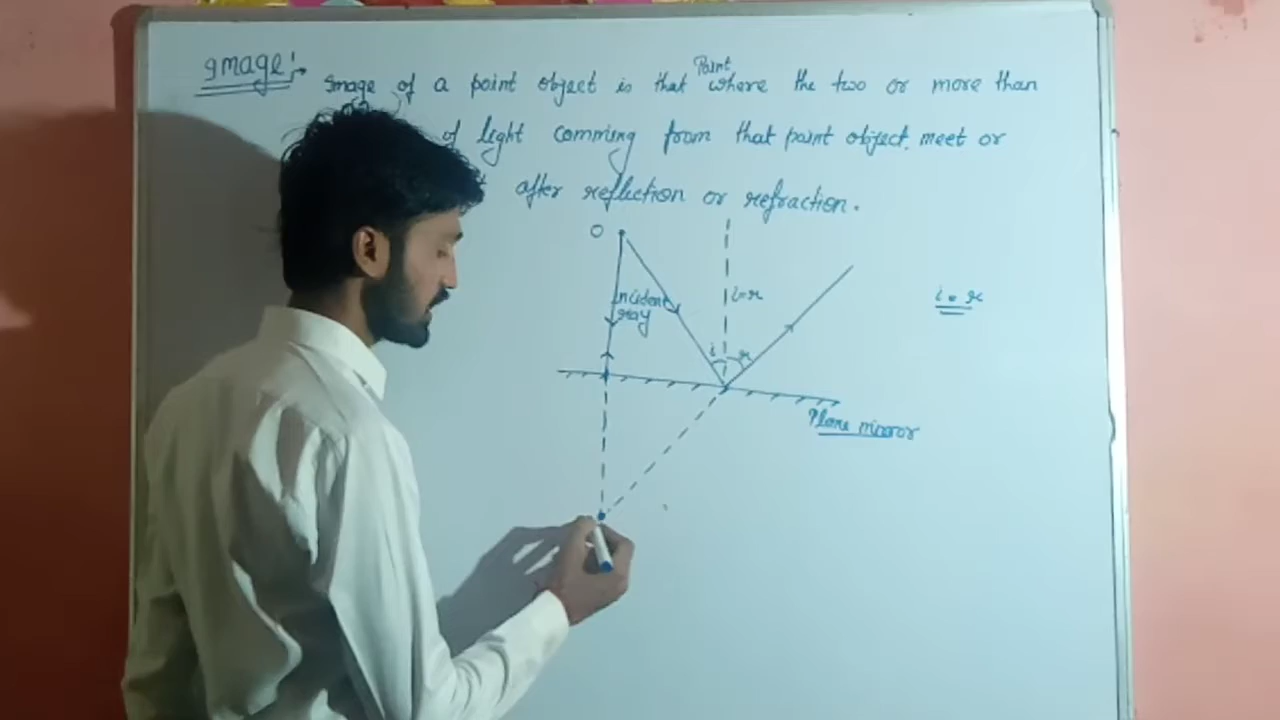 Image:→ Image of a point object is that Point where the two or more than
of light comming from that point object, meet or
after reflection or refraction.
O
i=r
incident
ray
i = r
i r
Plane mirror